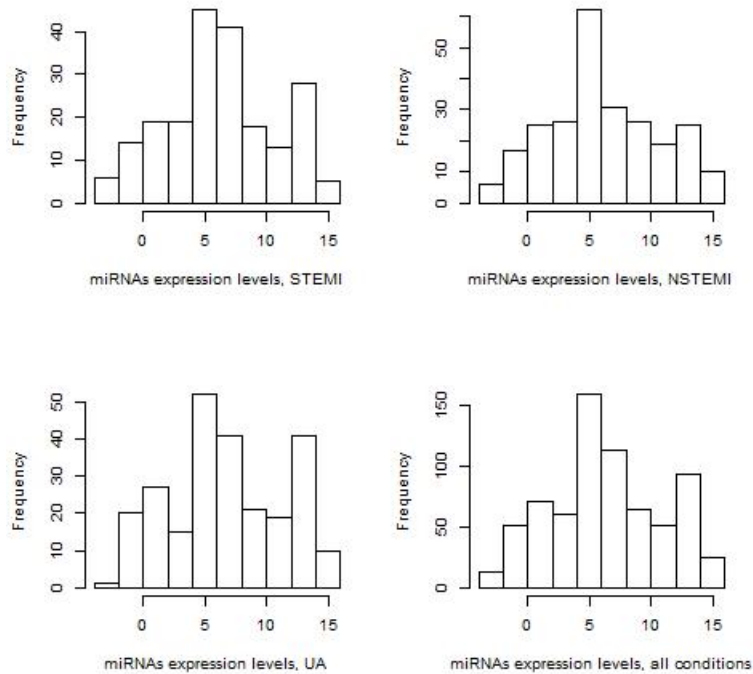 Frequency
0 10 20 30 40
0 5 10 15
miRNAs expression levels, STEMI
Frequency
0 10 30 50
0 5 10 15
miRNAs expression levels, NSTEMI
Frequency
0 10 20 30 40 50
0 5 10 15
miRNAs expression levels, UA
Frequency
0 50 100 150
0 5 10 15
miRNAs expression levels, all conditions